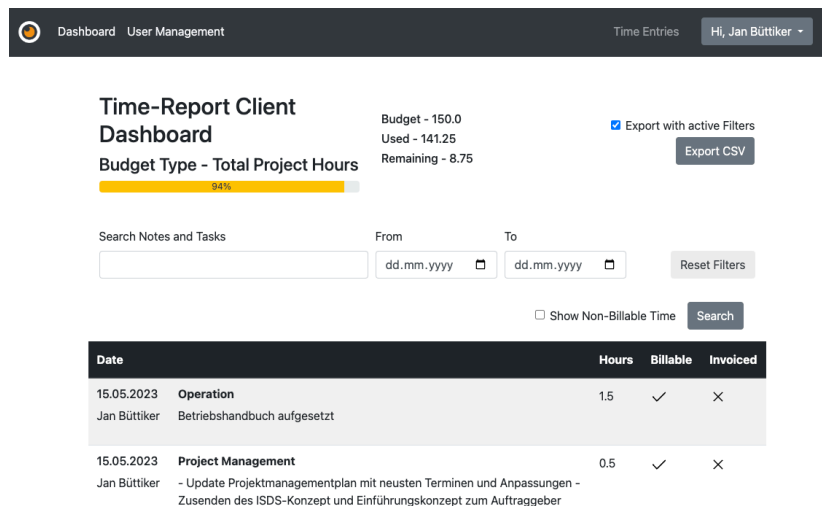 Dashboard User Management Time Entries Hi, Jan Büttiker
Time-Report Client
Dashboard
Budget Type - Total Project Hours
94%
Budget - 150.0
Used - 141.25
Remaining - 8.75
Export with active Filters
Export CSV
Search Notes and Tasks From To
dd.mm.yyyy dd.mm.yyyy Reset Filters
Show Non-Billable Time Search
Date Hours Billable Invoiced
15.05.2023 Operation 1.5
Jan Büttiker Betriebshandbuch aufgesetzt
15.05.2023 Project Management 0.5
Jan Büttiker - Update Projektmanagementplan mit neusten Terminen und Anpassungen -
Zusenden des ISDS-Konzept und Einführungskonzept zum Auftraggeber